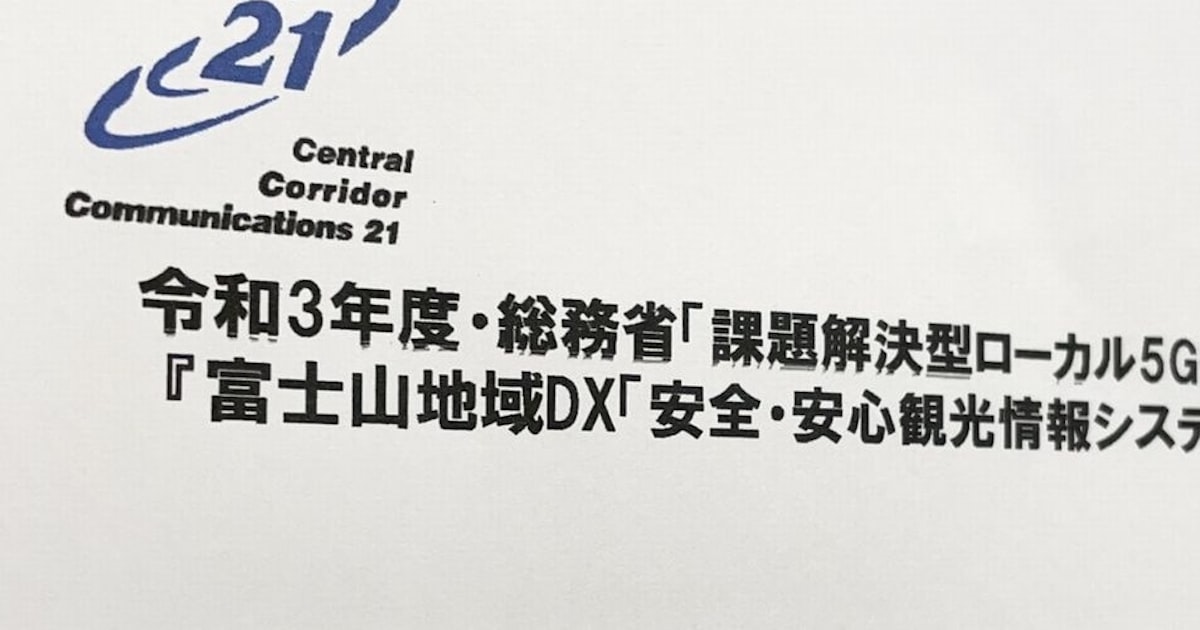 21
Central
Corridor
Communications 21
令和3年度・総務省「課題解決型ローカル5G
『富士山地域DX「安全・安心観光情報システ